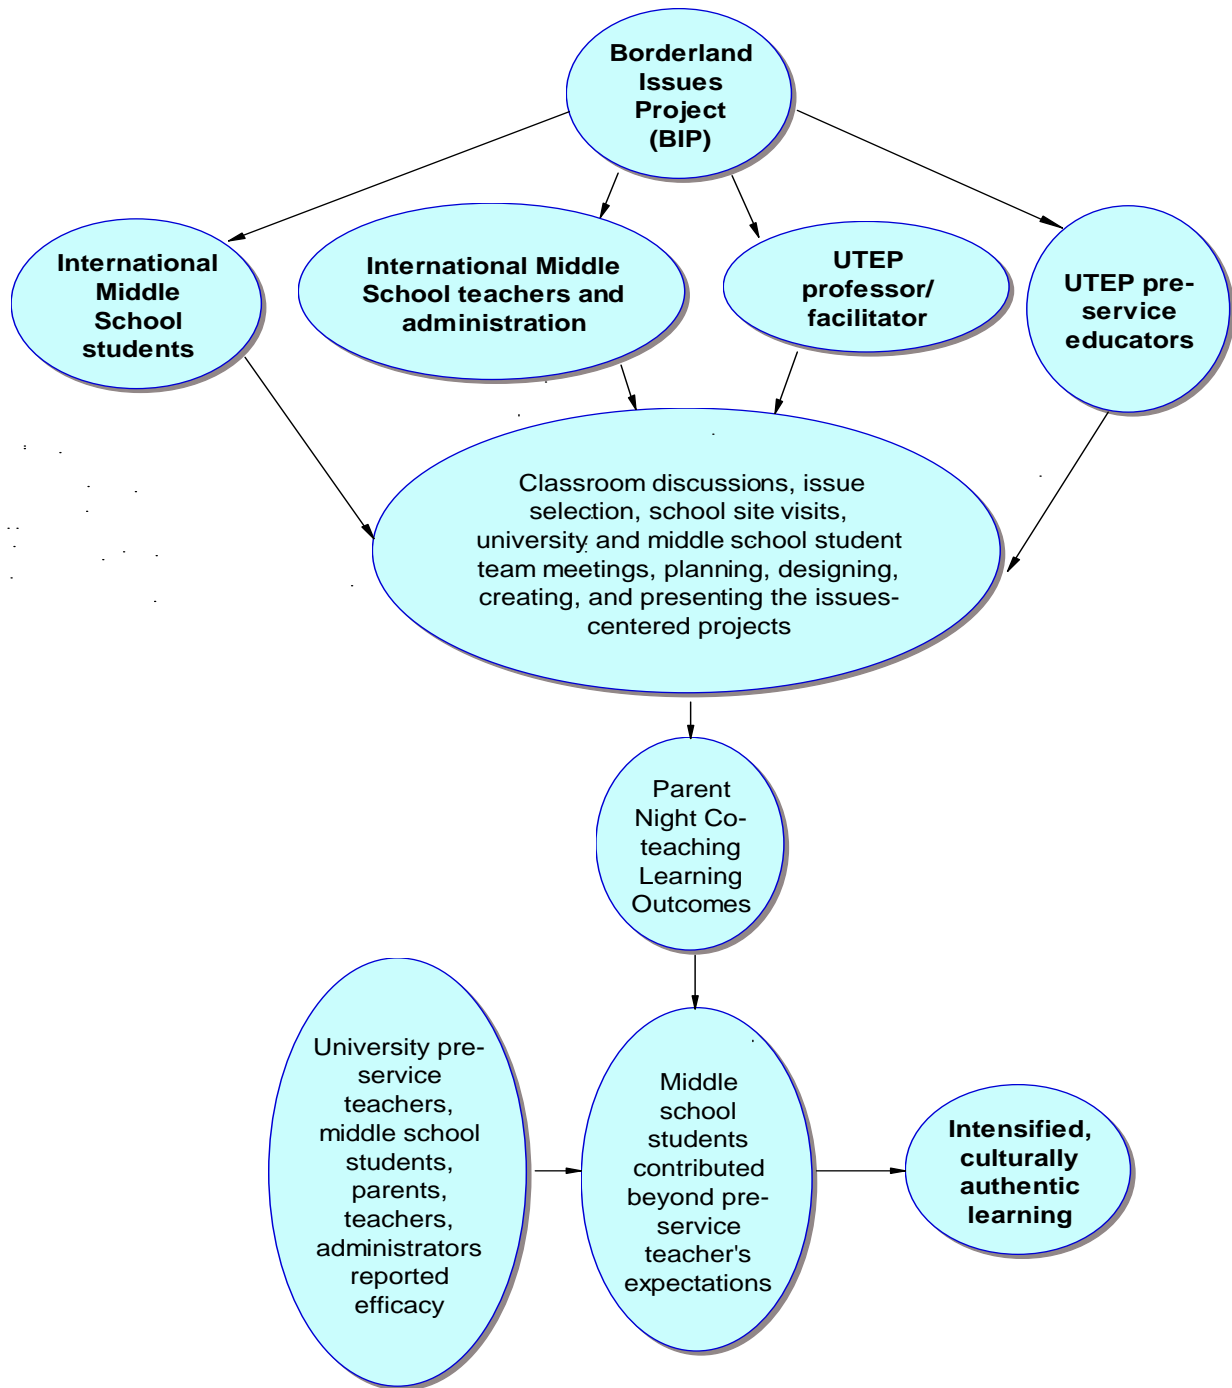 Borderland
Issues
Project
(BIP)
International
Middle
School
students
International Middle
School teachers and
administration
UTEP
professor/
facilitator
UTEP pre-
service
educators
Classroom discussions, issue
selection, school site visits,
university and middle school student
team meetings, planning, designing,
creating, and presenting the issues-
centered projects
Parent
Night Co-
teaching
Learning
Outcomes
University pre-
service
teachers,
middle school
students,
parents,
teachers,
administrators
reported
efficacy
Middle
school
students
contributed
beyond pre-
service
teacher's
expectations
Intensified,
culturally
authentic
learning